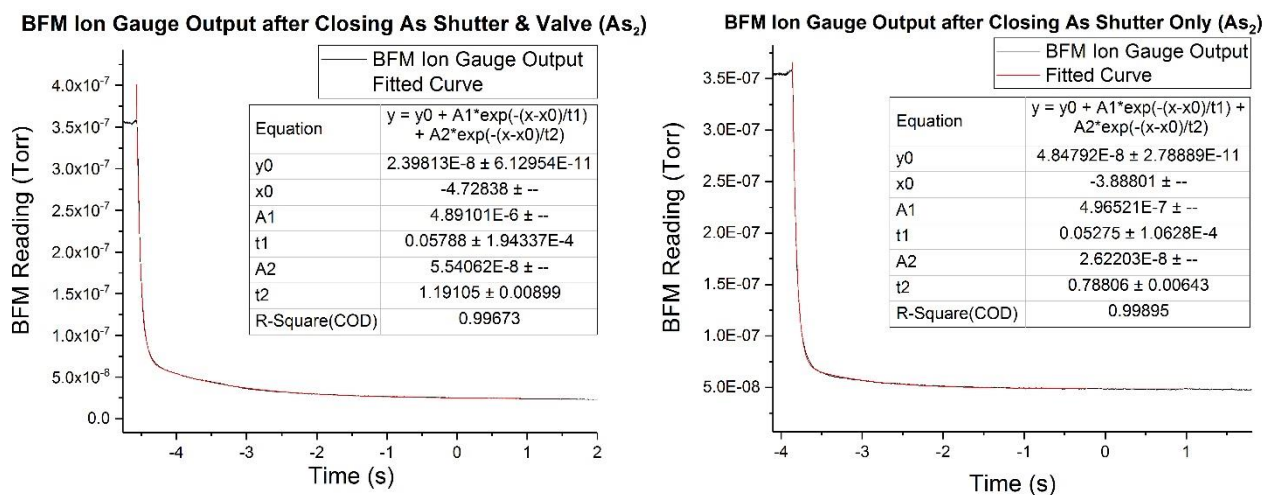 BFM Ion Gauge Output after Closing As Shutter & Valve (As₂)
BFM Ion Gauge Output
Fitted Curve
Equation
y = y0 + A1*exp(-(x-x0)/t1)
+ A2*exp(-(x-x0)/t2)
y0
2.39813E-8 ± 6.12954E-11
x0
-4.72838 ± --
A1
4.89101E-6 ± --
t1
0.05788 ± 1.94337E-4
A2
5.54062E-8 ± --
t2
1.19105 ± 0.00899
R-Square(COD)
0.99673
BFM Reading (Torr)
4.0x10⁻⁷
3.5x10⁻⁷
3.0x10⁻⁷
2.5x10⁻⁷
2.0x10⁻⁷
1.5x10⁻⁷
1.0x10⁻⁷
5.0x10⁻⁸
0.0
-4 -3 -2 -1 0 1 2
Time (s)
BFM Ion Gauge Output after Closing As Shutter Only (As₂)
BFM Ion Gauge Output
Fitted Curve
Equation
y = y0 + A1*exp(-(x-x0)/t1) +
A2*exp(-(x-x0)/t2)
y0
4.84792E-8 ± 2.78889E-11
x0
-3.88801 ± --
A1
4.96521E-7 ± --
t1
0.05275 ± 1.0628E-4
A2
2.62203E-8 ± --
t2
0.78806 ± 0.00643
R-Square(COD)
0.99895
BFM Reading (Torr)
3.5E-07
3.0E-07
2.5E-07
2.0E-07
1.5E-07
1.0E-07
5.0E-08
-4 -3 -2 -1 0 1
Time (s)